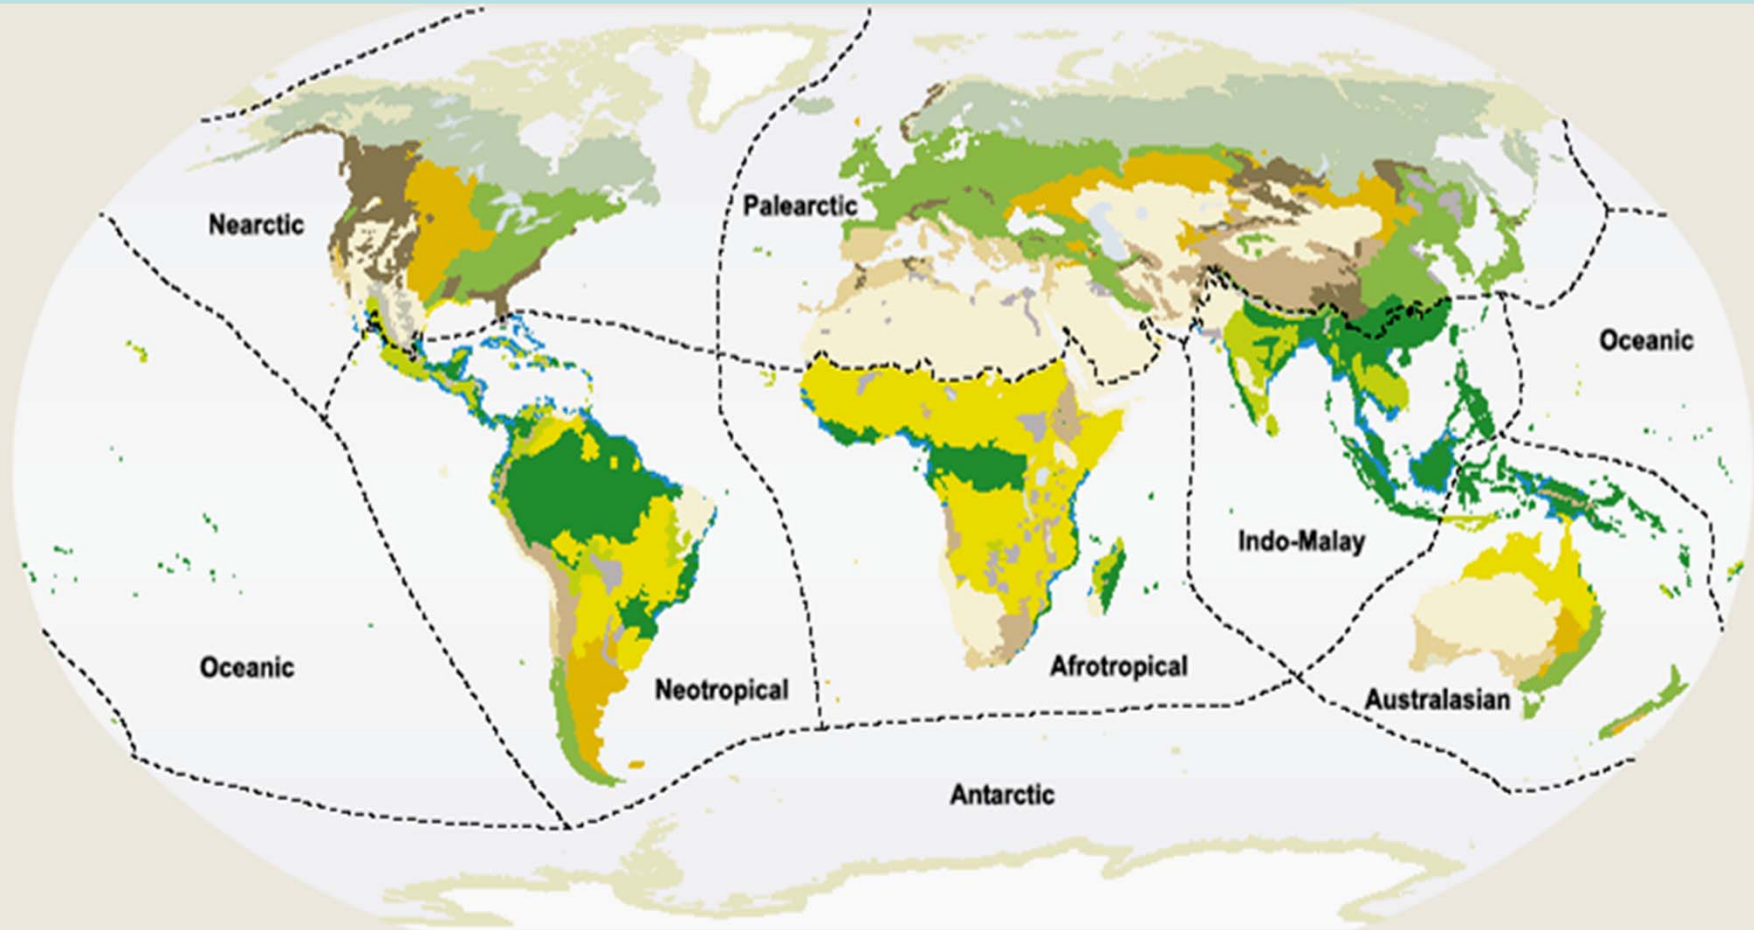 Palearctic
Nearctic
Oceanic
Indo-Malay
Oceanic
Afrotropical
Neotropical
Australasian
Antarctic